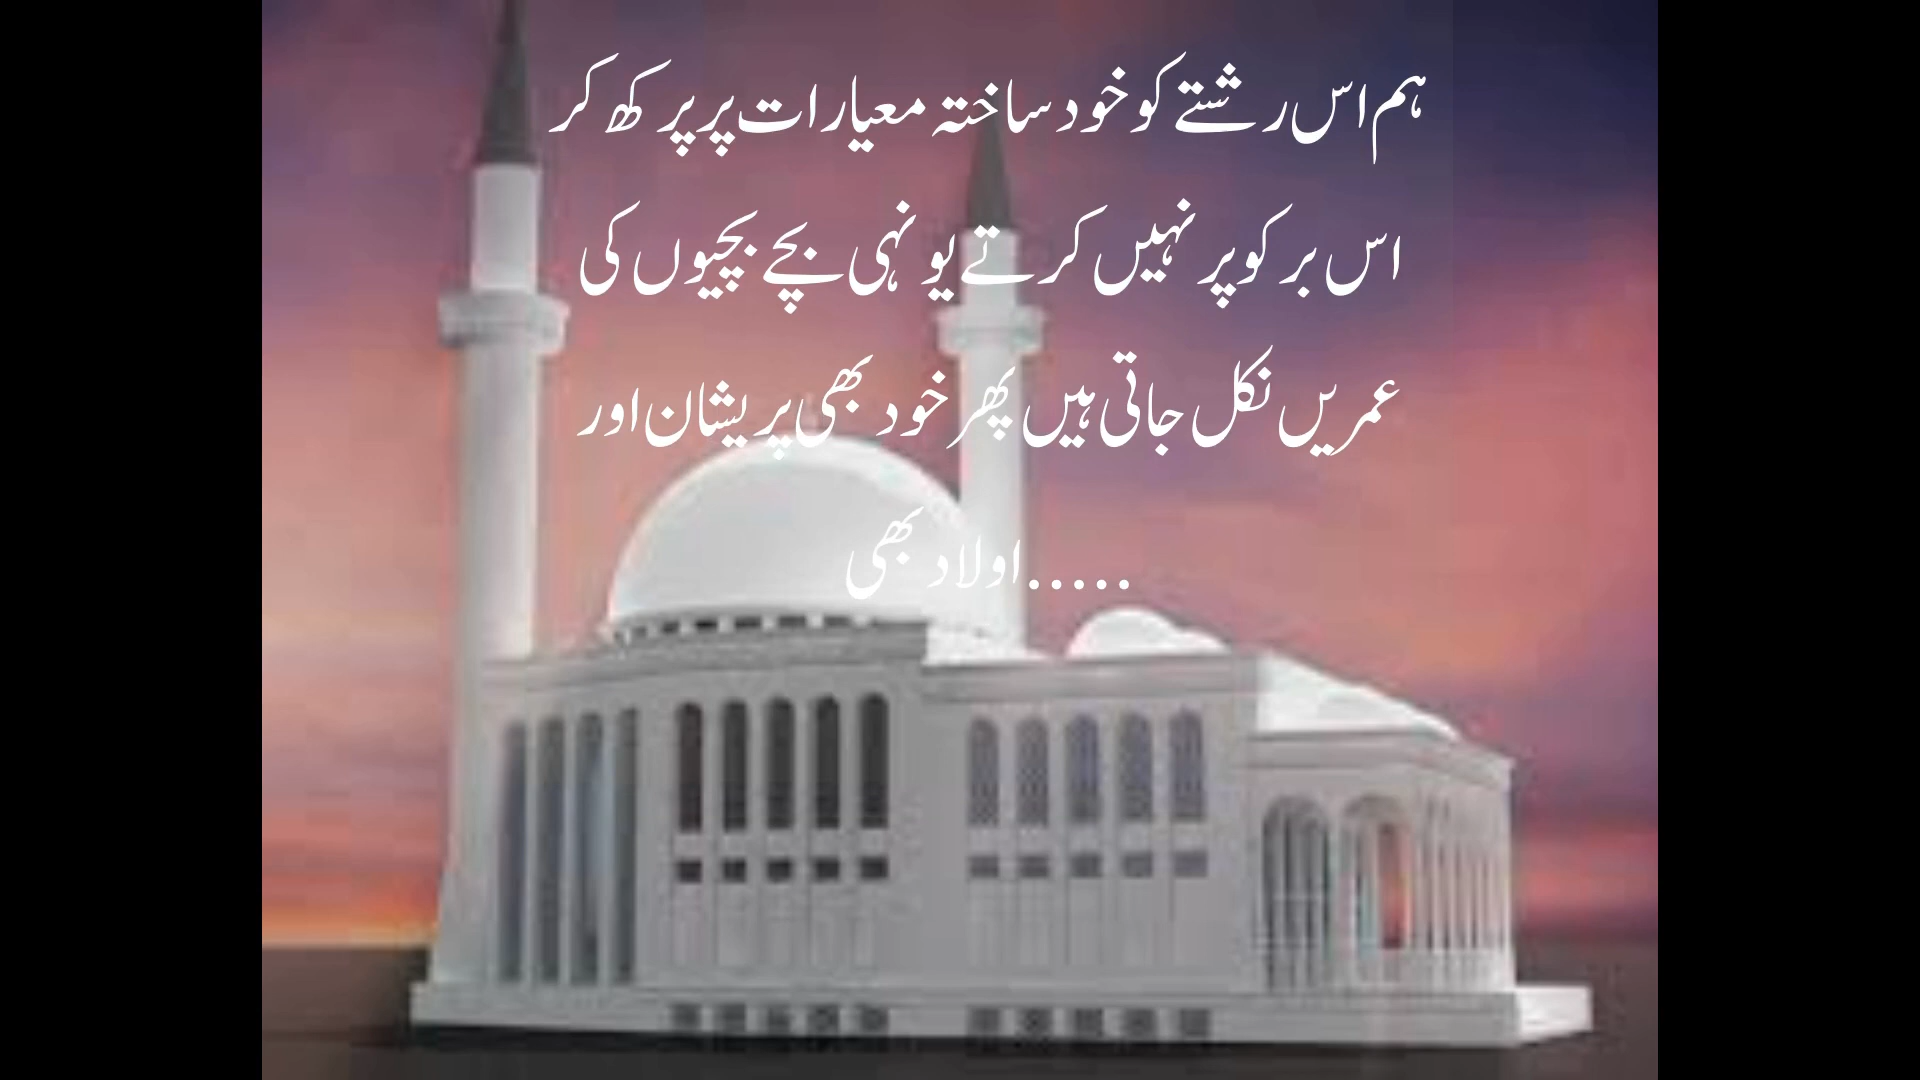 ہم اس رشتے کو خود ساختہ معیارات پر پرکھ کر
اس بر کو پر نہیں کرتے یونہی بچے بچیوں کی
عمریں نکل جاتی ہیں پھر خود بھی پریشان اور
.....اولاد بھی